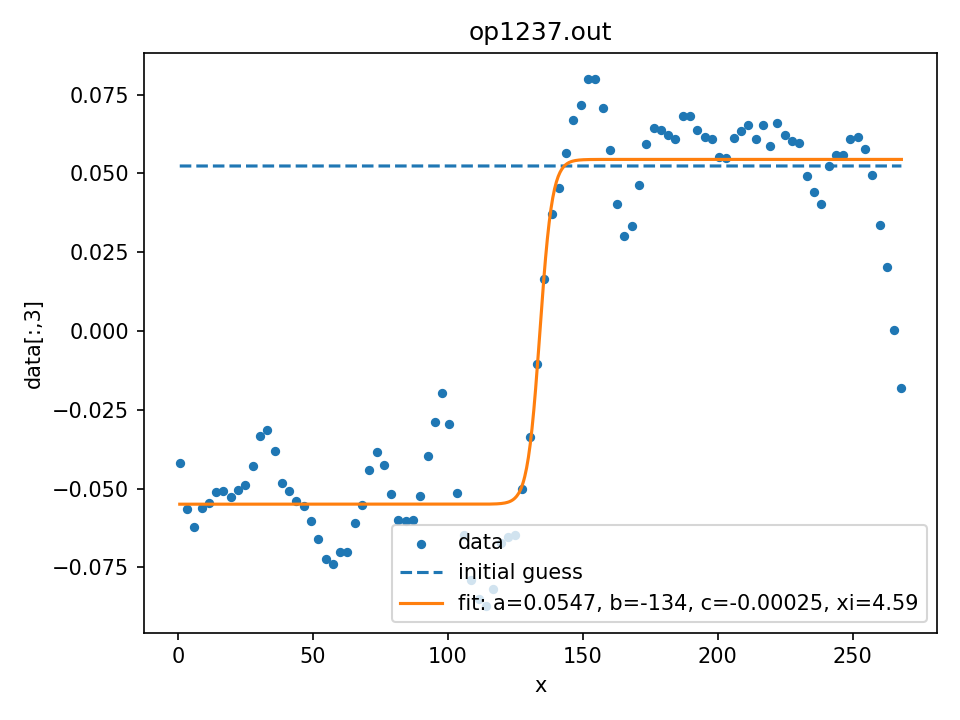 op1237.out
data[:,3]
0.075
0.050
0.025
0.000
−0.025
−0.050
−0.075
data
initial guess
fit: a=0.0547, b=-134, c=-0.00025, xi=4.59
0 50 100 150 200 250
x